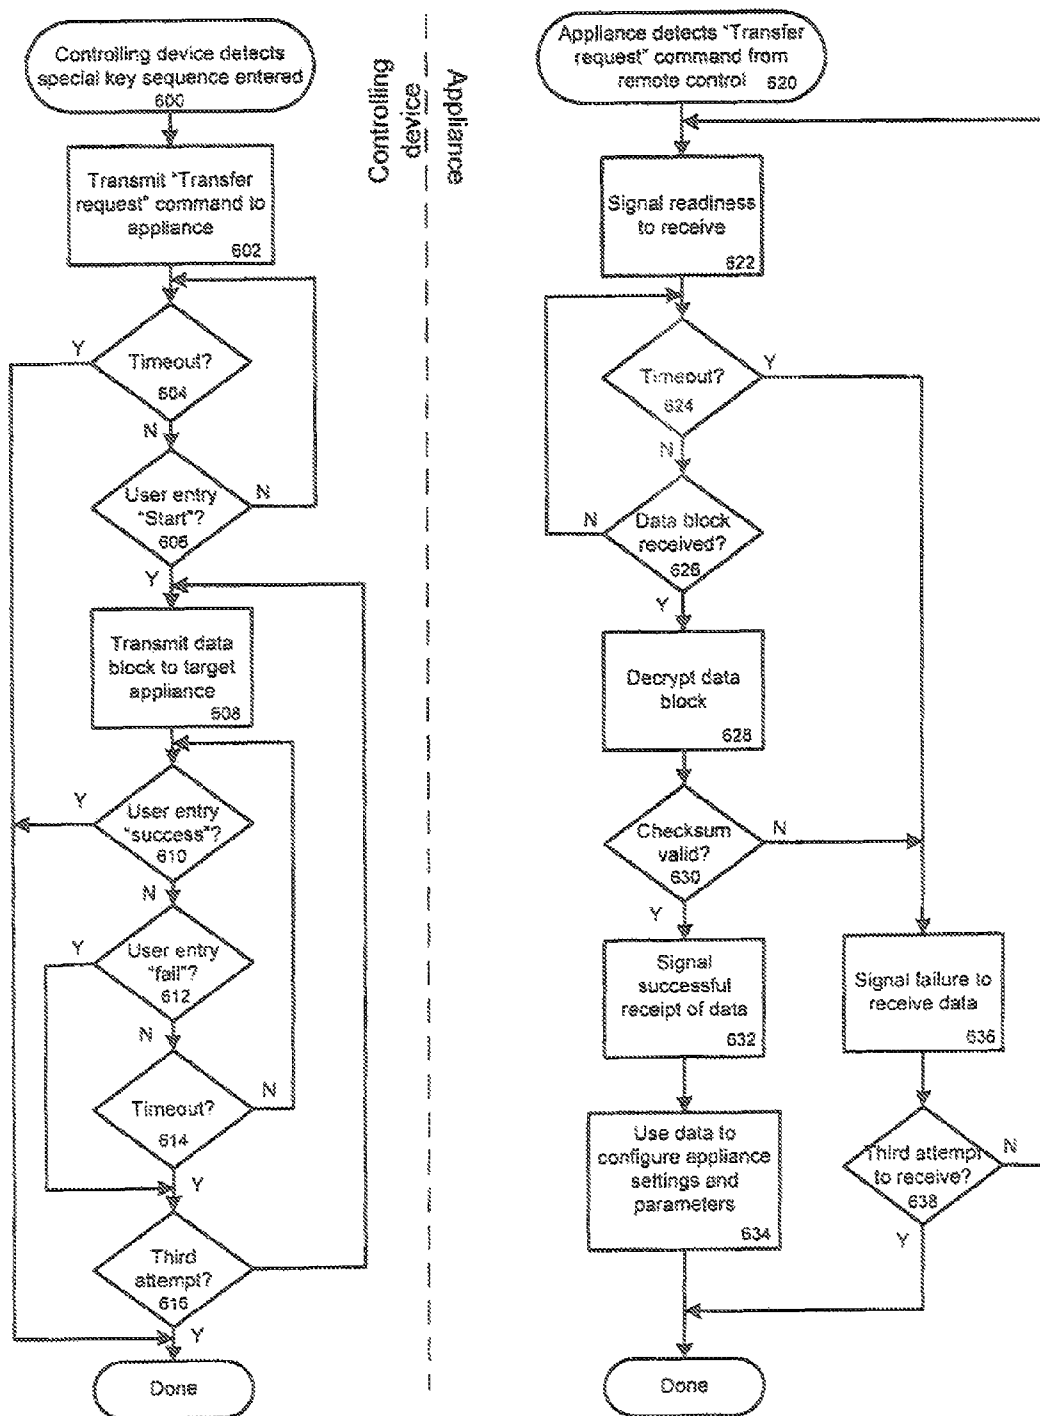 Controlling device detects
special key sequence entered
600
Transmit "Transfer
request" command to
appliance
602
Timeout?
604
Y
N
User entry
"Start"?
606
N
Y
Transmit data
block to target
appliance
608
User entry
"success"?
610
Y
N
User entry
"fail"?
612
Y
N
Timeout?
614
N
Y
Third
attempt?
616
Y
Done
Controlling
device
Appliance
Appliance detects "Transfer
request" command from
remote control
620
Signal readiness
to receive
622
Timeout?
624
Y
N
Data block
received?
626
N
Y
Decrypt data
block
628
Checksum
valid?
630
N
Y
Signal
successful
receipt of data
632
Use data to
configure appliance
settings and
parameters
634
Signal failure to
receive data
636
Third attempt
to receive?
638
N
Y
Done